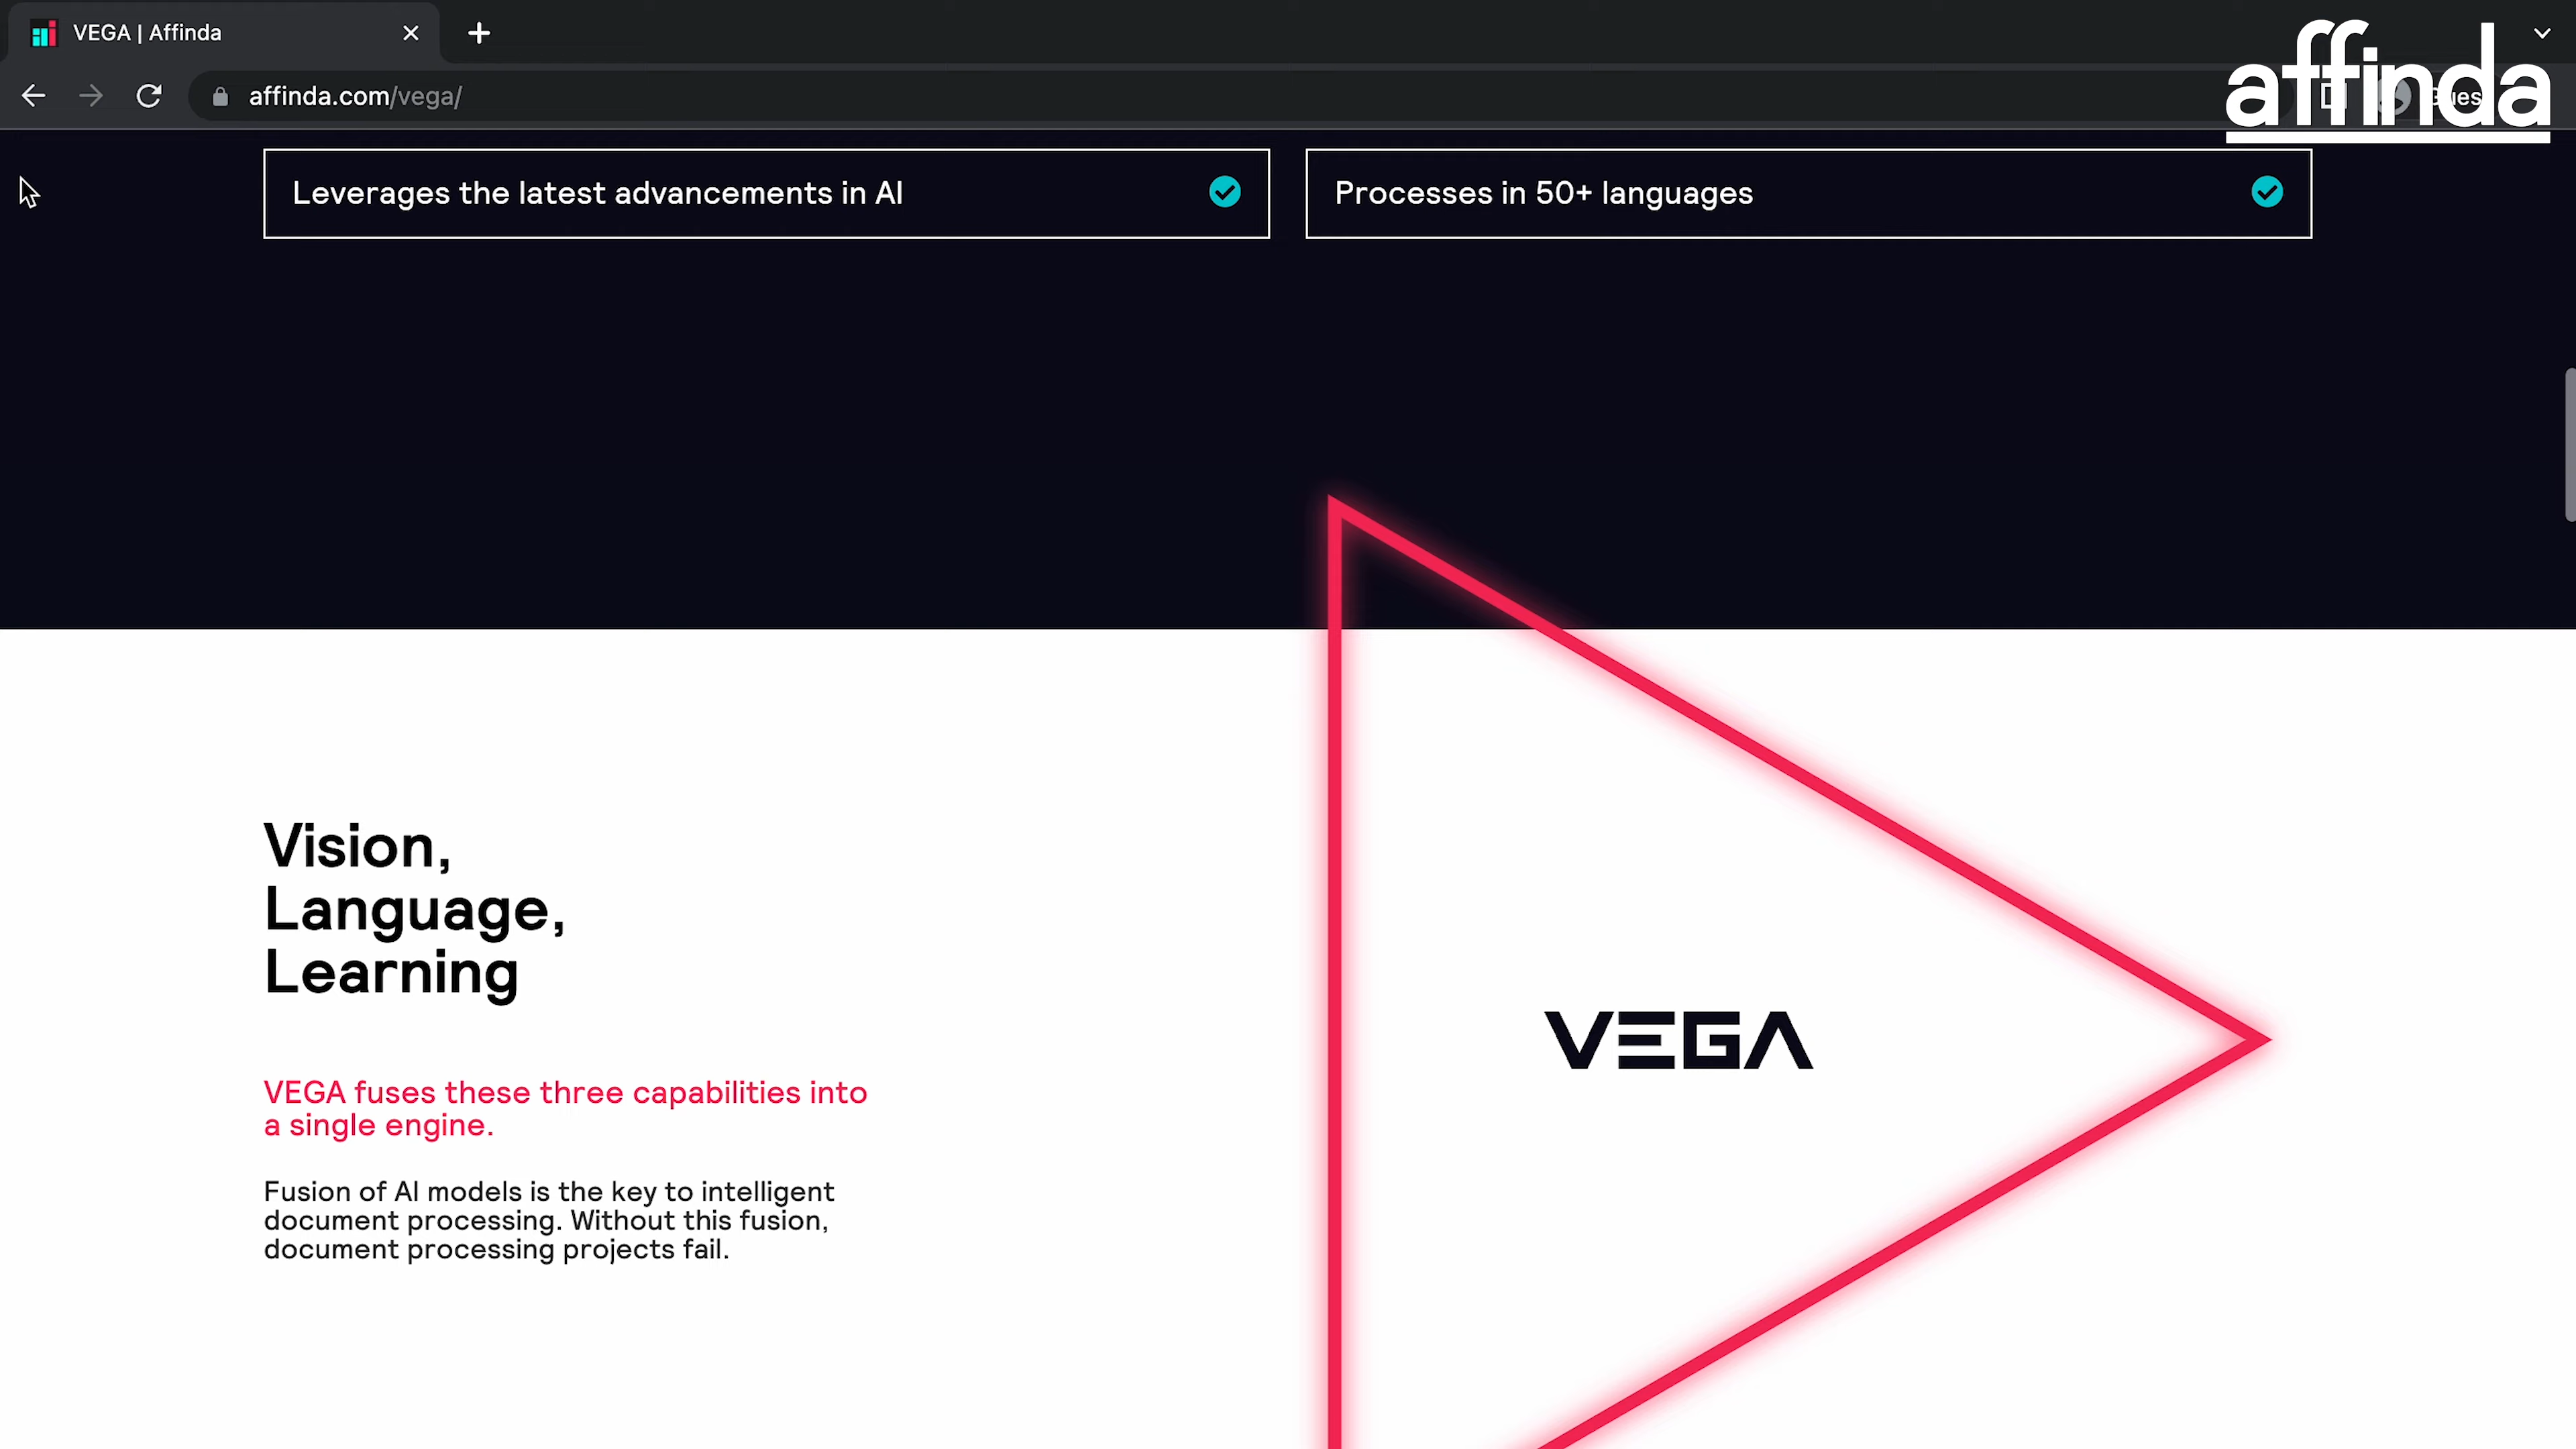 VEGA | Affinda
affinda.com/vega/
affinda
Leverages the latest advancements in AI
Processes in 50+ languages
Vision,
Language,
Learning
VEGA
VEGA fuses these three capabilities into
a single engine.
Fusion of AI models is the key to intelligent
document processing. Without this fusion,
document processing projects fail.